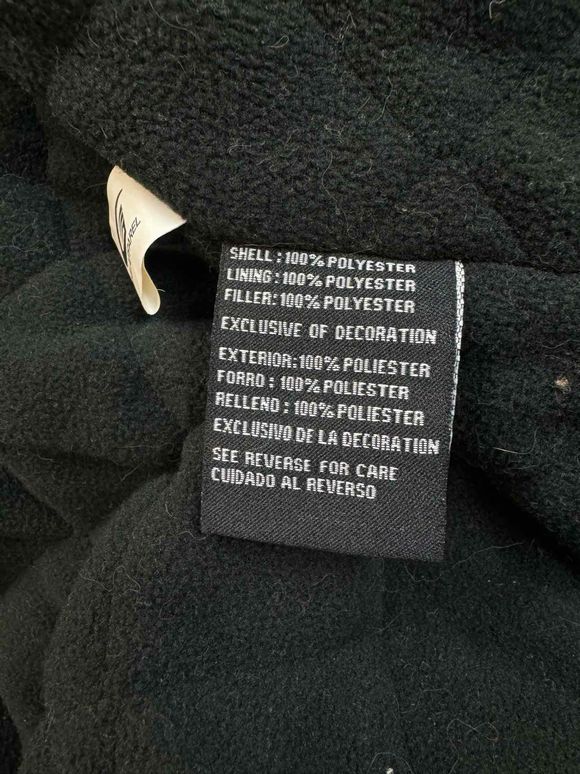 SHELL : 100% POLYESTER
LINING : 100% POLYESTER
FILLER: 100% POLYESTER
EXCLUSIVE OF DECORATION
EXTERIOR: 100% POLIESTER
FORRO : 100% POLIESTER
RELLENO : 100% POLIESTER
EXCLUSIVO DE LA DECORATION
SEE REVERSE FOR CARE
CUIDADO AL REVERSO